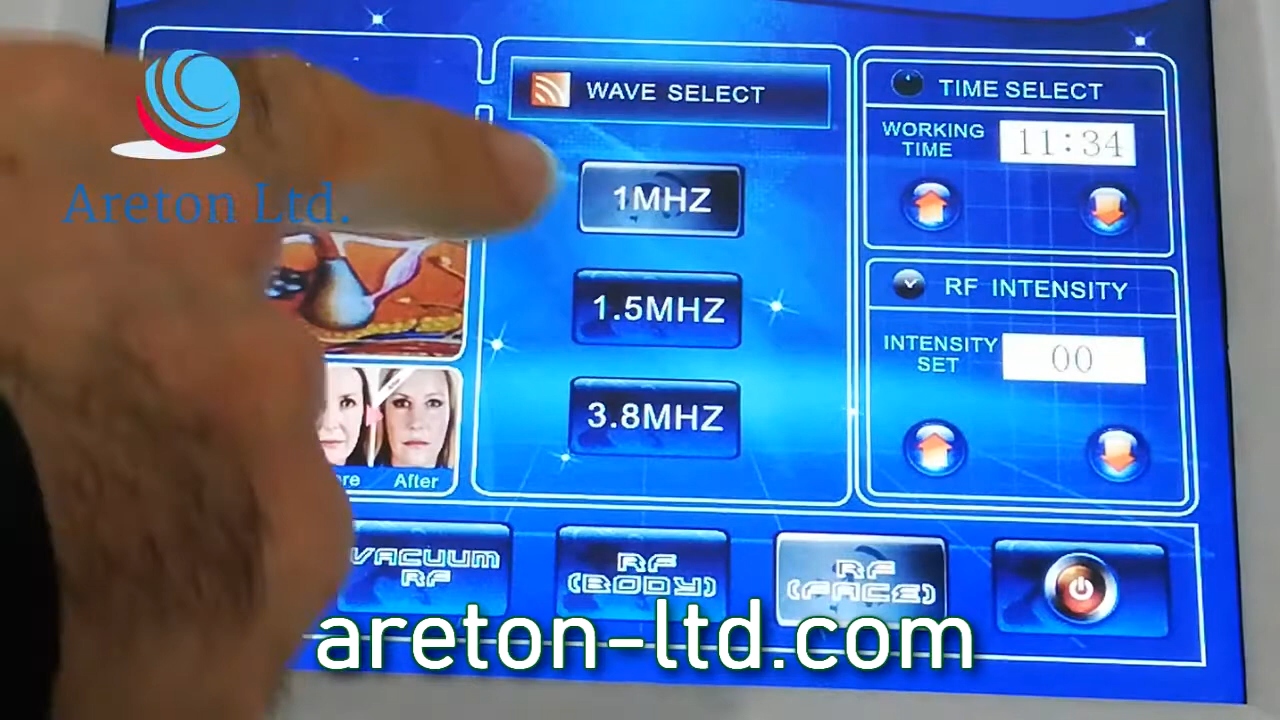 Areton Ltd.
WAVE SELECT
1MHZ
1.5MHZ
3.8MHZ
TIME SELECT
WORKING
TIME
11:34
RF INTENSITY
INTENSITY
SET
00
After
VACUUM
RF
RF
(BODY)
RF
(FACE)
areton-ltd.com